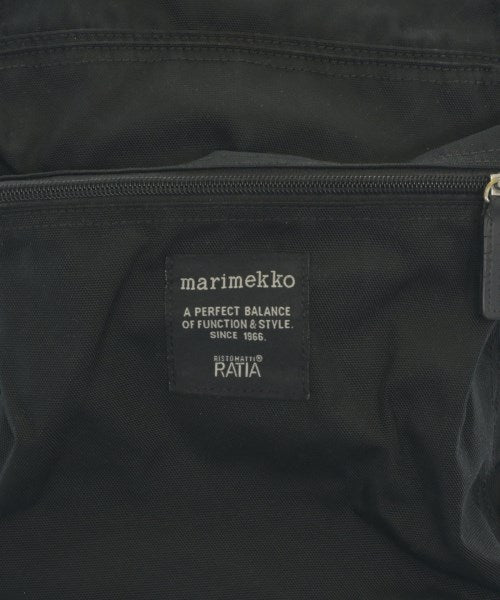 marimekko
A PERFECT BALANCE
OF FUNCTION & STYLE.
SINCE 1966.
RISTOMATTI®
RATIA